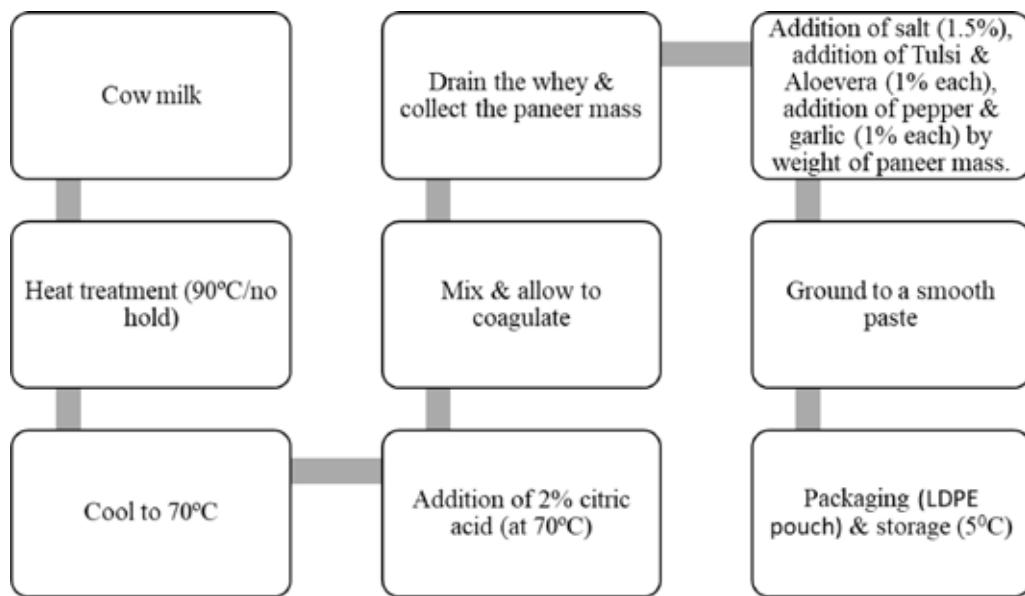 Cow milk
Heat treatment (90ºC/no
hold)
Cool to 70ºC
Addition of 2% citric
acid (at 70ºC)
Mix & allow to
coagulate
Drain the whey &
collect the paneer mass
Addition of salt (1.5%),
addition of Tulsi &
Aloevera (1% each),
addition of pepper &
garlic (1% each) by
weight of paneer mass.
Ground to a smooth
paste
Packaging (LDPE
pouch) & storage (5⁰C)